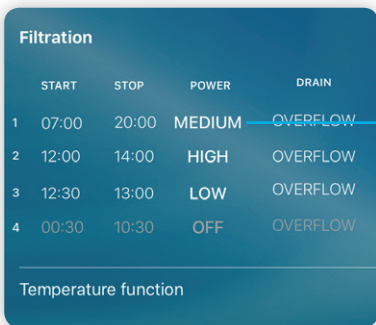 Filtration
START STOP POWER DRAIN
1 07:00 20:00 MEDIUM OVERFLOW
2 12:00 14:00 HIGH OVERFLOW
3 12:30 13:00 LOW OVERFLOW
4 00:30 10:30 OFF OVERFLOW
Temperature function